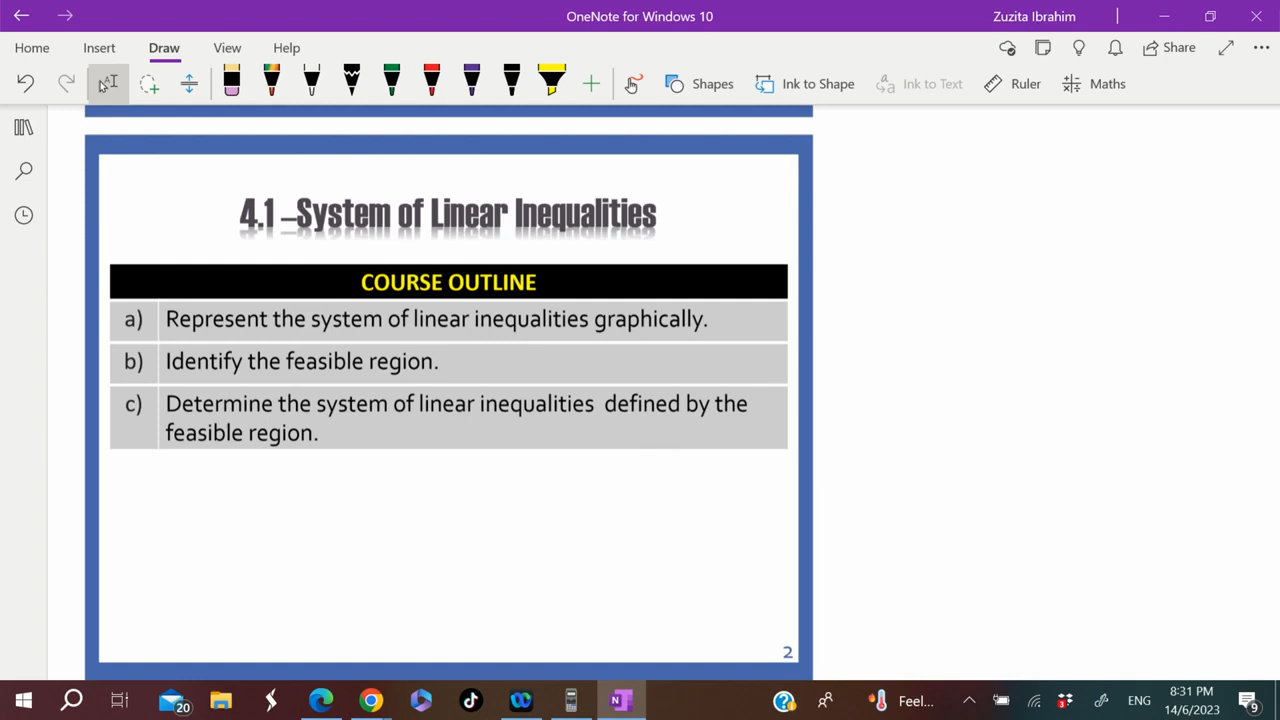 OneNote for Windows 10
Zuzita Ibrahim
Home Insert Draw View Help
Share
Shapes Ink to Shape Ink to Text Ruler Maths
4.1 –System of Linear Inequalities
COURSE OUTLINE
a) Represent the system of linear inequalities graphically.
b) Identify the feasible region.
c) Determine the system of linear inequalities defined by the
feasible region.
2
20
Feel...
3
ENG
8:31 PM
14/6/2023
9